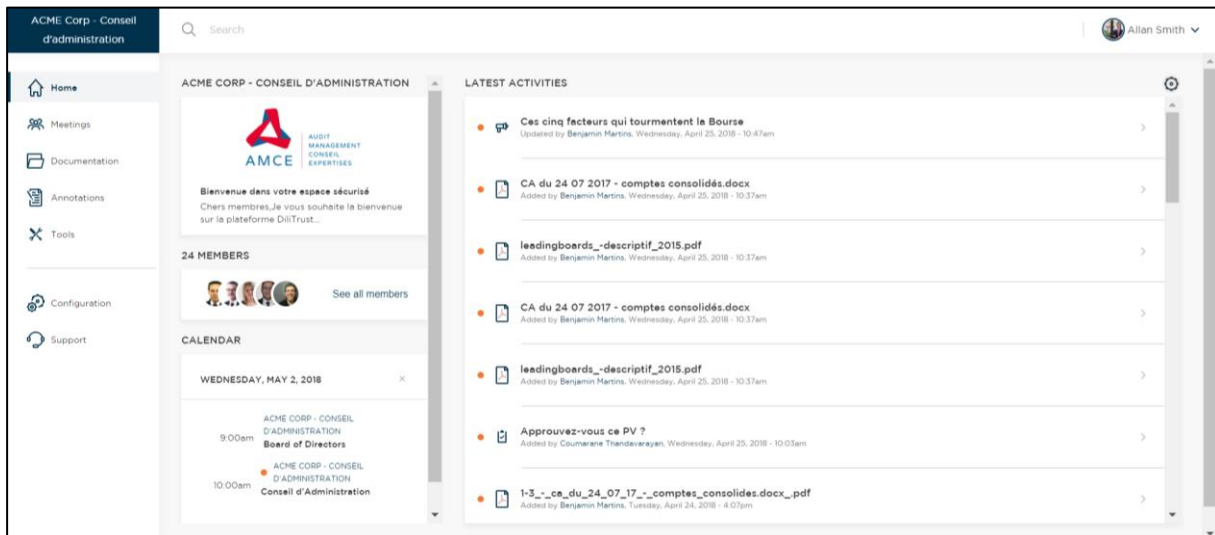 ACME Corp - Conseil
d'administration
Search
Allan Smith
Home
Meetings
Documentation
Annotations
Tools
Configuration
Support
ACME CORP - CONSEIL D'ADMINISTRATION
AMCE
AUDIT
MANAGEMENT
CONSEIL
EXPERTISES
Bienvenue dans votre espace sécurisé
Chers membres,Je vous souhaite la bienvenue
sur la plateforme DiliTrust...
24 MEMBERS
See all members
CALENDAR
WEDNESDAY, MAY 2, 2018
9:00am
ACME CORP - CONSEIL
D'ADMINISTRATION
Board of Directors
10:00am
ACME CORP - CONSEIL
D'ADMINISTRATION
Conseil d'Administration
LATEST ACTIVITIES
Ces cinq facteurs qui tourmentent la Bourse
Updated by Benjamin Martins, Wednesday, April 25, 2018 - 10:47am
CA du 24 07 2017 - comptes consolidés.docx
Added by Benjamin Martins, Wednesday, April 25, 2018 - 10:37am
leadingboards_-descriptif_2015.pdf
Added by Benjamin Martins, Wednesday, April 25, 2018 - 10:37am
CA du 24 07 2017 - comptes consolidés.docx
Added by Benjamin Martins, Wednesday, April 25, 2018 - 10:37am
leadingboards_-descriptif_2015.pdf
Added by Benjamin Martins, Wednesday, April 25, 2018 - 10:37am
Approuvez-vous ce PV ?
Added by Coumarane Thandavarayan, Wednesday, April 25, 2018 - 10:03am
1-3_-_ca_du_24_07_17_-_comptes_consolides.docx_.pdf
Added by Benjamin Martins, Tuesday, April 24, 2018 - 4:07pm